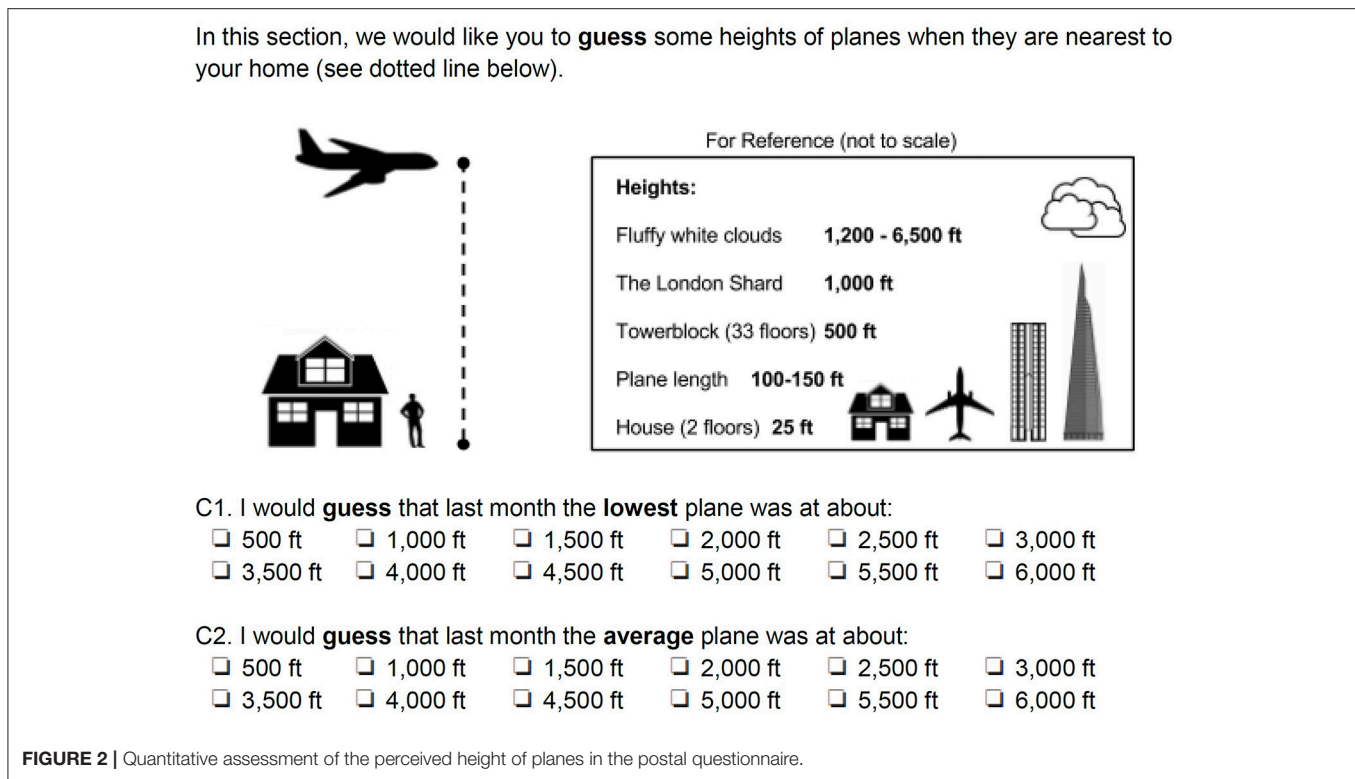 In this section, we would like you to guess some heights of planes when they are nearest to
your home (see dotted line below).
For Reference (not to scale)
Heights:
Fluffy white clouds 1,200 - 6,500 ft
The London Shard 1,000 ft
Towerblock (33 floors) 500 ft
Plane length 100-150 ft
House (2 floors) 25 ft
C1. I would guess that last month the lowest plane was at about:
❏ 500 ft ❏ 1,000 ft ❏ 1,500 ft ❏ 2,000 ft ❏ 2,500 ft ❏ 3,000 ft
❏ 3,500 ft ❏ 4,000 ft ❏ 4,500 ft ❏ 5,000 ft ❏ 5,500 ft ❏ 6,000 ft
C2. I would guess that last month the average plane was at about:
❏ 500 ft ❏ 1,000 ft ❏ 1,500 ft ❏ 2,000 ft ❏ 2,500 ft ❏ 3,000 ft
❏ 3,500 ft ❏ 4,000 ft ❏ 4,500 ft ❏ 5,000 ft ❏ 5,500 ft ❏ 6,000 ft
FIGURE 2 | Quantitative assessment of the perceived height of planes in the postal questionnaire.